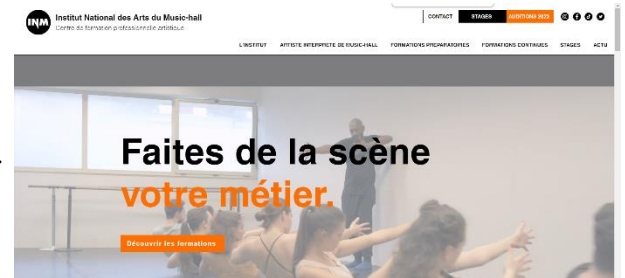 INM
Institut National des Arts du Music-hall
Centre de formation professionnelle artistique
CONTACT STAGES AUDITIONS 2023
L'INSTITUT ARTISTE INTERPRÈTE DE MUSIC-HALL FORMATIONS PRÉPARATOIRES FORMATIONS CONTINUES STAGES ACTU
Faites de la scène
votre métier.
Découvrir les formations